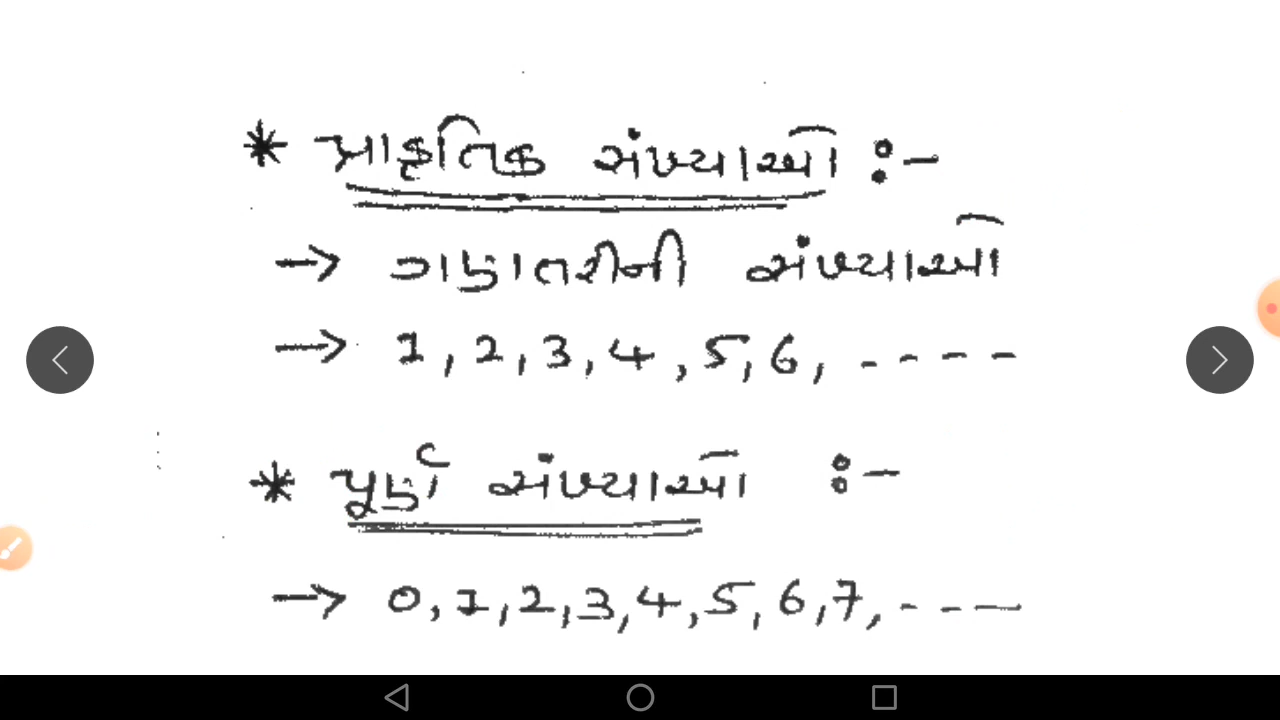 * પ્રાકૃતિક સંખ્યાઓ :-
→ ગણતરીની સંખ્યાઓ
→ 1, 2, 3, 4, 5, 6, ----
* પૂર્ણ સંખ્યાઓ :-
→ 0, 1, 2, 3, 4, 5, 6, 7, ----